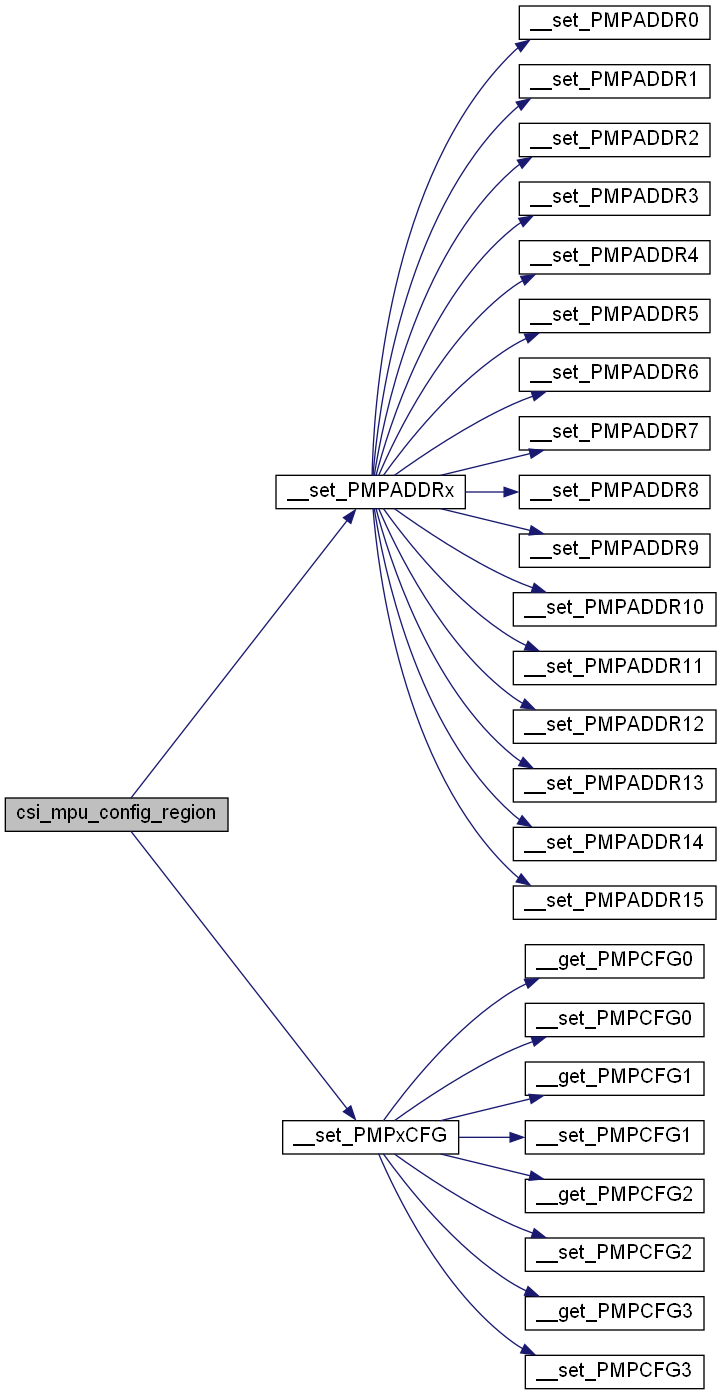 __set_PMPADDR0
__set_PMPADDR1
__set_PMPADDR2
__set_PMPADDR3
__set_PMPADDR4
__set_PMPADDR5
__set_PMPADDR6
__set_PMPADDR7
__set_PMPADDRx
__set_PMPADDR8
__set_PMPADDR9
__set_PMPADDR10
__set_PMPADDR11
__set_PMPADDR12
__set_PMPADDR13
csi_mpu_config_region
__set_PMPADDR14
__set_PMPADDR15
__get_PMPCFG0
__set_PMPCFG0
__get_PMPCFG1
__set_PMPxCFG
__set_PMPCFG1
__get_PMPCFG2
__set_PMPCFG2
__get_PMPCFG3
__set_PMPCFG3